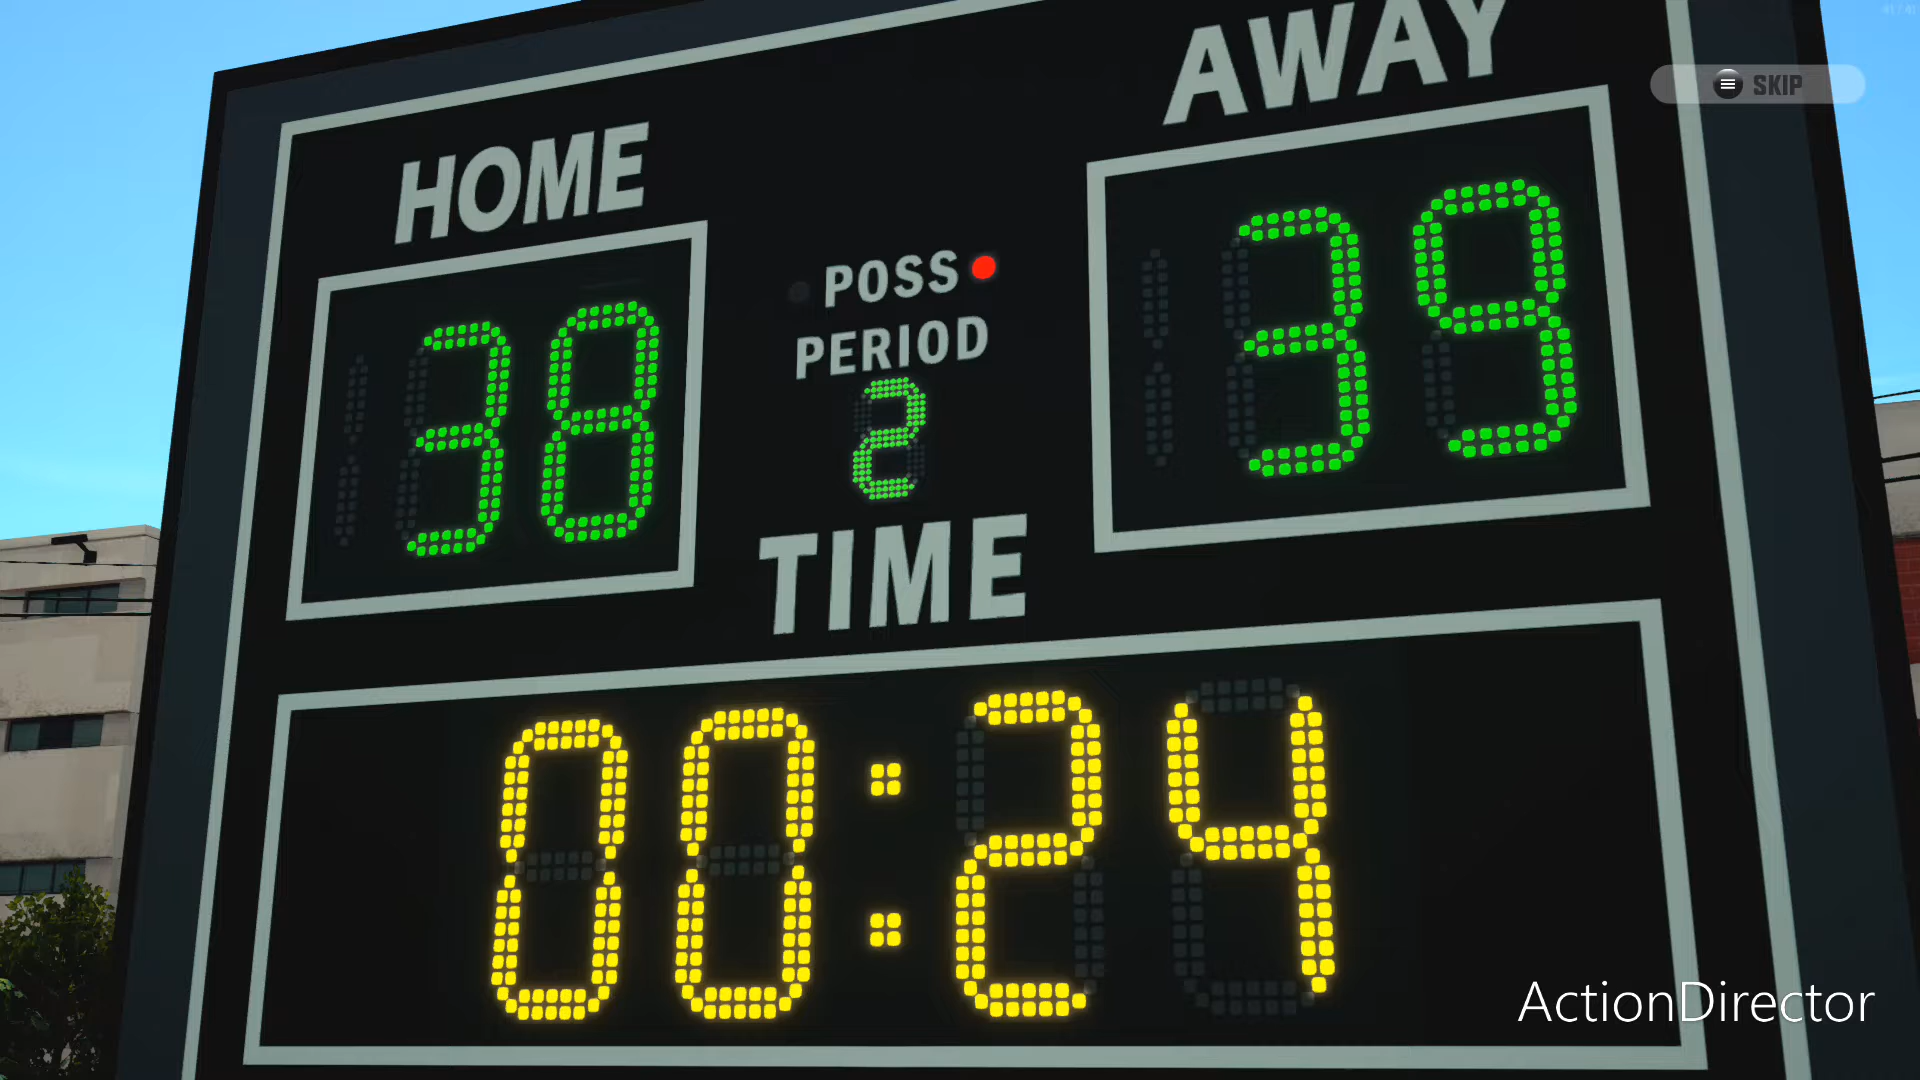 AWAY
SKIP
HOME
38
39
POSS
PERIOD
2
TIME
00:24
ActionDirector